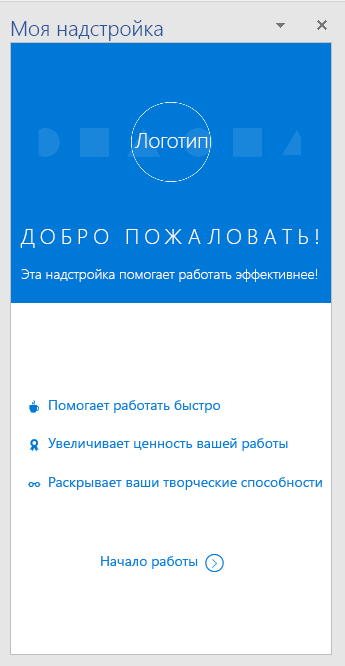 Моя надстройка
Логотип
ДОБРО ПОЖАЛОВАТЬ!
Эта надстройка помогает работать эффективнее!
Помогает работать быстро
Увеличивает ценность вашей работы
Раскрывает ваши творческие способности
Начало работы